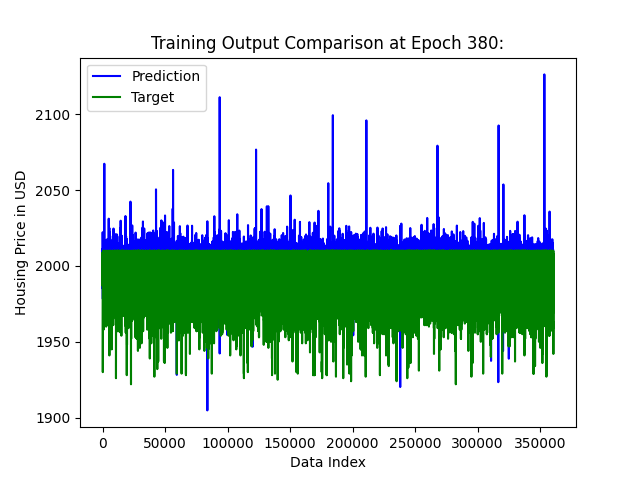 Training Output Comparison at Epoch 380:
Prediction
Target
Housing Price in USD
2100
2050
2000
1950
1900
0
50000
100000
150000
200000
250000
300000
350000
Data Index